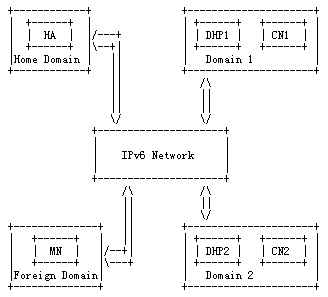 HA
DHP1 CN1
Home Domain
Domain 1
IPv6 Network
MN
DHP2 CN2
Foreign Domain
Domain 2